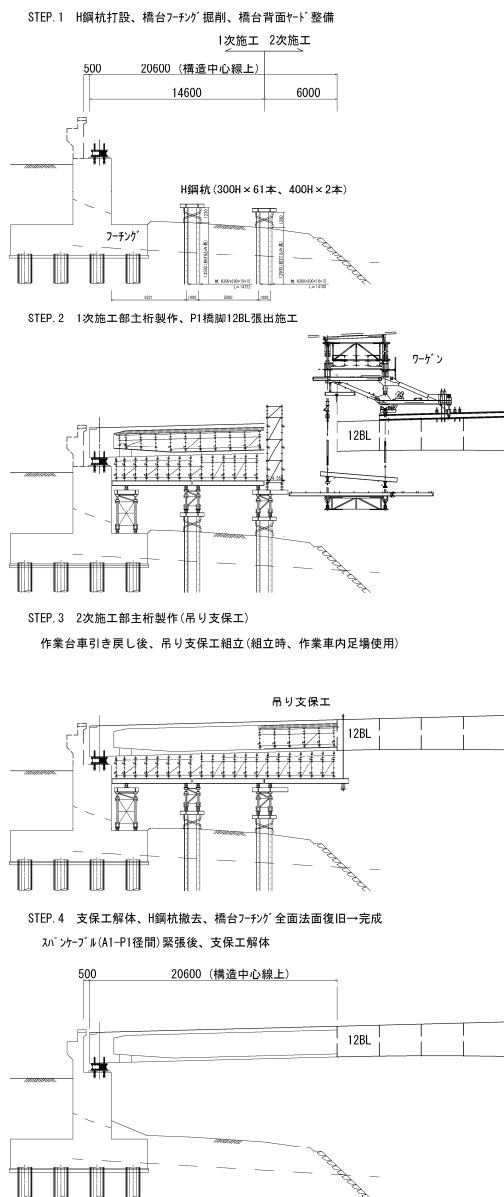 STEP.1 H鋼杭打設、橋台ﾌｰﾁﾝｸﾞ掘削、橋台背面ﾔｰﾄﾞ整備
1次施工 2次施工
500 20600 (構造中心線上)
14600 6000
H鋼杭(300H×61本、400H×2本)
ﾌｰﾁﾝｸﾞ
STEP.2 1次施工部主桁製作、P1橋脚12BL張出施工
ワーゲン
12BL
STEP.3 2次施工部主桁製作(吊り支保工)
作業台車引き戻し後、吊り支保工組立(組立時、作業車内足場使用)
吊り支保工
12BL
STEP.4 支保工解体、H鋼杭撤去、橋台ﾌｰﾁﾝｸﾞ全面法面復旧→完成
ｽﾊﾟﾝｹｰﾌﾞﾙ(A1-P1径間)緊張後、支保工解体
500 20600 (構造中心線上)
12BL